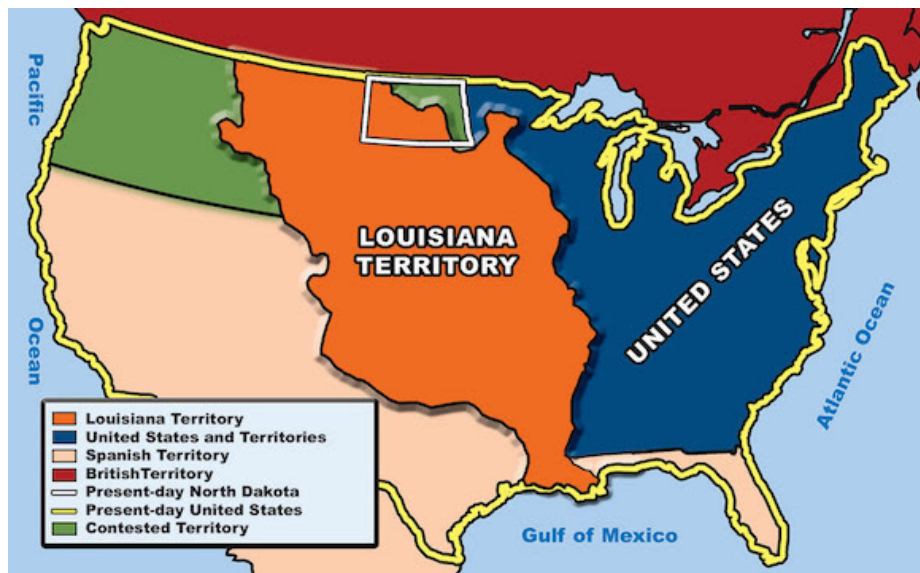 Pacific
Ocean
LOUISIANA
TERRITORY
UNITED STATES
Atlantic Ocean
Gulf of Mexico
Louisiana Territory
United States and Territories
Spanish Territory
BritishTerritory
Present-day North Dakota
Present-day United States
Contested Territory